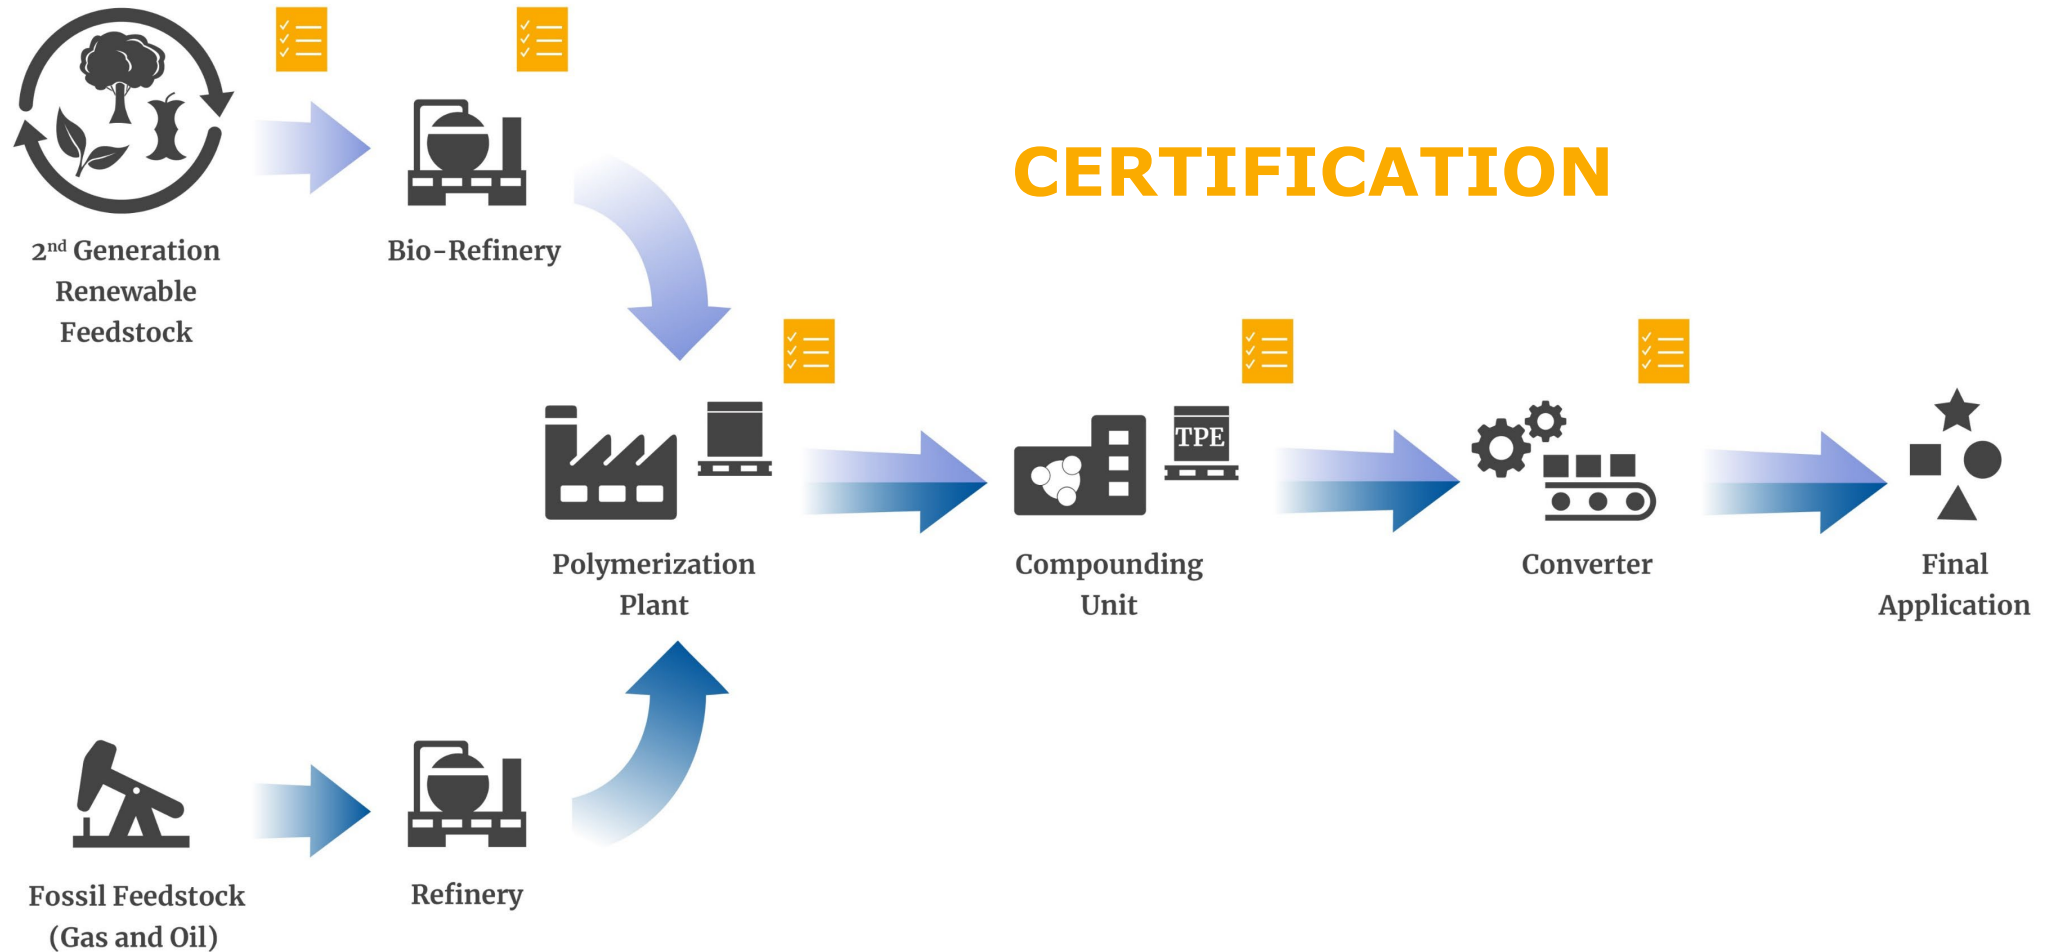 CERTIFICATION
2nd Generation
Renewable
Feedstock
Bio-Refinery
TPE
Polymerization
Plant
Compounding
Unit
Converter
Final
Application
Fossil Feedstock
(Gas and Oil)
Refinery